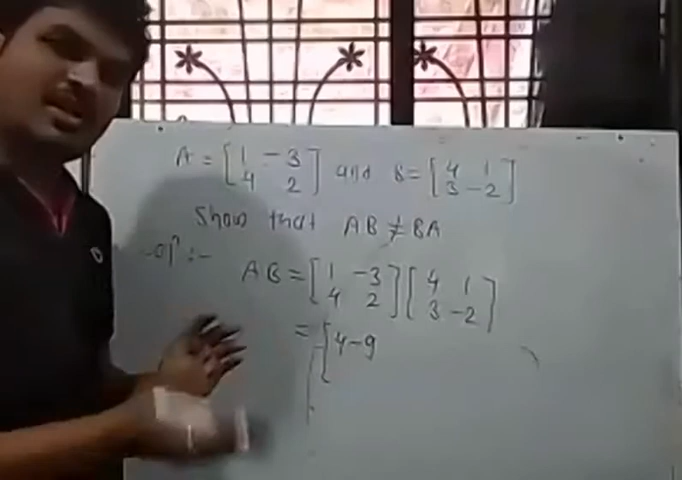 A = [1 -3 4 2] and B = [4 1 3 -2]
Show that AB ≠ BA
Solⁿ :- AB = [1 -3 4 2] [4 1 3 -2]
= [4-9